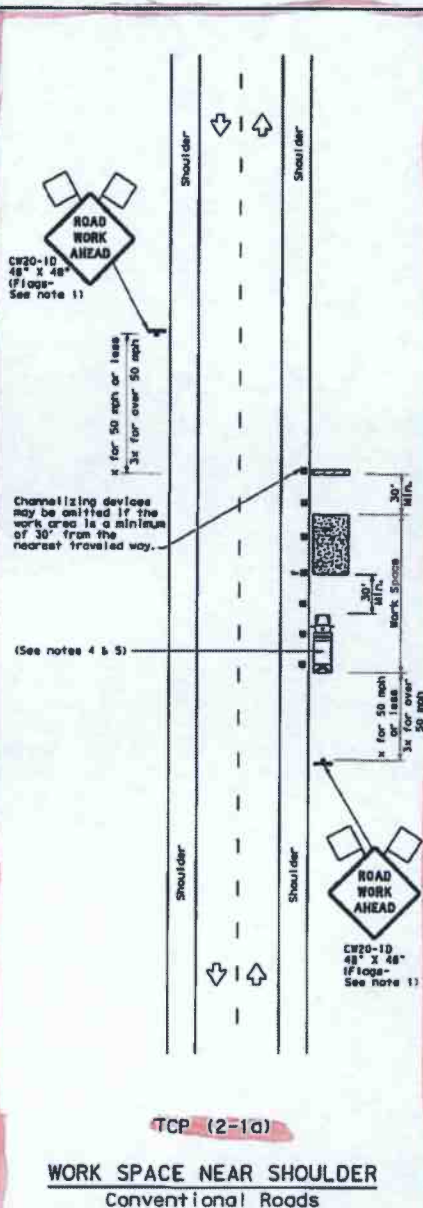 Shoulder
Shoulder
ROAD
WORK
AHEAD
CW20-1D
48" X 48"
(Flags-
See note 1)
x for 50 mph or less
3x for over 50 mph
Channelizing devices
may be omitted if the
work area is a minimum
of 30' from the
nearest traveled way.
30'
Min.
Work Space
30'
Min.
(See notes 4 & 5)
x for 50 mph
or less
3x for over
50 mph
Shoulder
Shoulder
ROAD
WORK
AHEAD
CW20-1D
48" X 48"
(Flags-
See note 1)
TCP (2-1a)
WORK SPACE NEAR SHOULDER
Conventional Roads